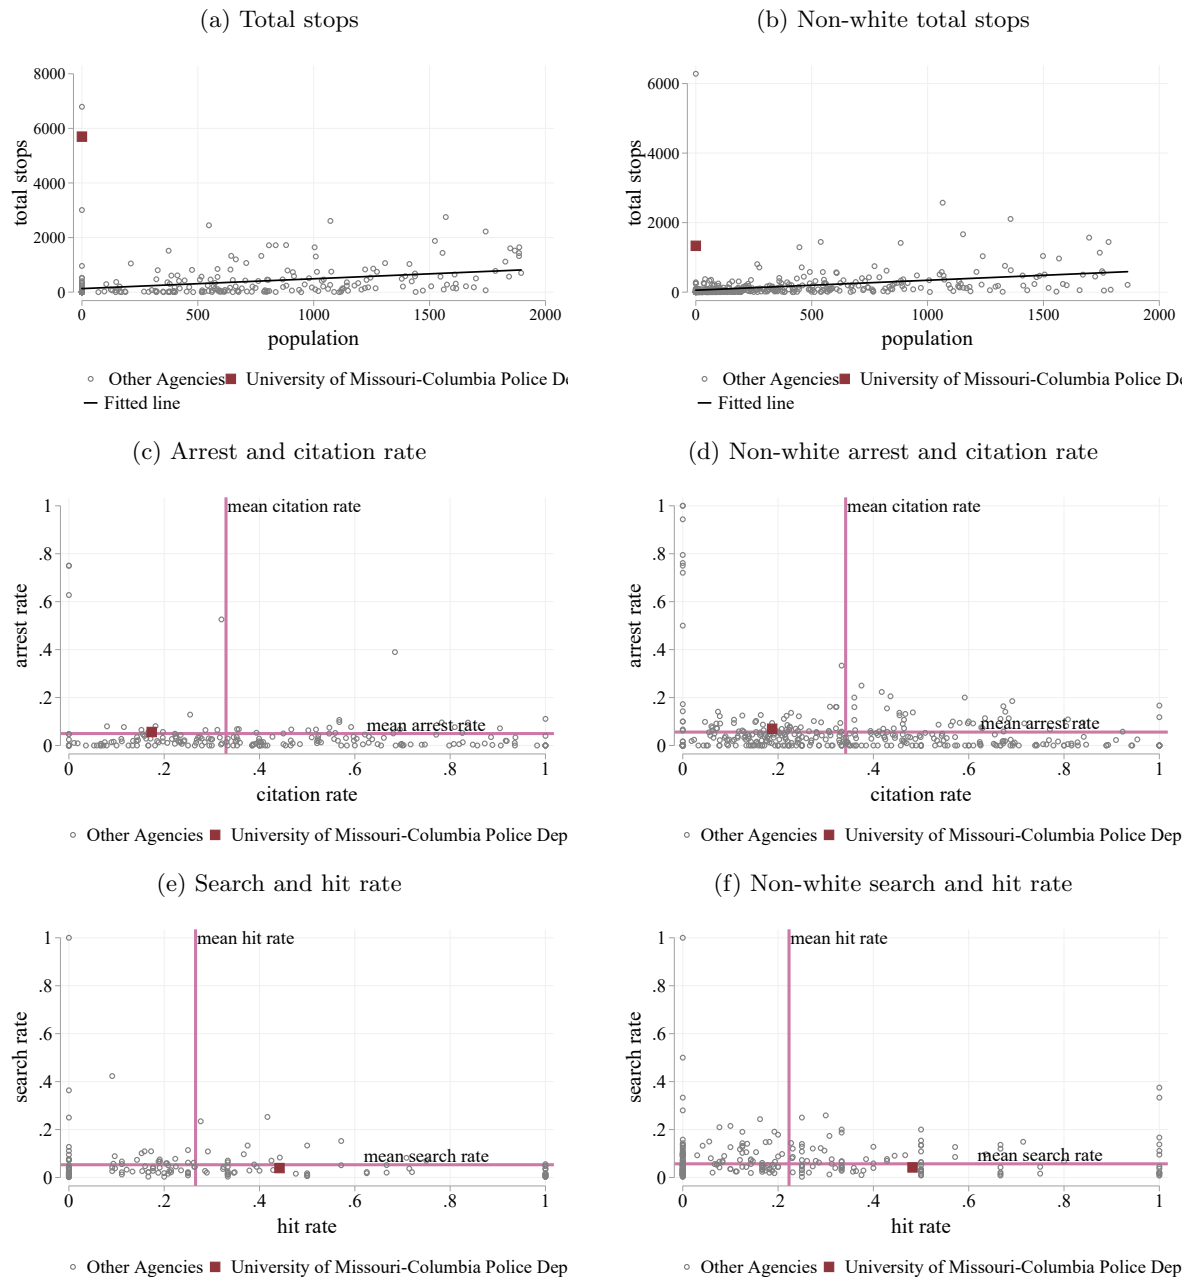 (a) Total stops
(b) Non-white total stops
total stops
8000
6000
4000
2000
0
0 500 1000 1500 2000
population
Other Agencies University of Missouri-Columbia Police De
Fitted line
total stops
6000
4000
2000
0
0 500 1000 1500 2000
population
Other Agencies University of Missouri-Columbia Police De
Fitted line
(c) Arrest and citation rate
(d) Non-white arrest and citation rate
arrest rate
1
.8
.6
.4
.2
0
mean citation rate
mean arrest rate
0 .2 .4 .6 .8 1
citation rate
Other Agencies University of Missouri-Columbia Police Dep
arrest rate
1
.8
.6
.4
.2
0
mean citation rate
mean arrest rate
0 .2 .4 .6 .8 1
citation rate
Other Agencies University of Missouri-Columbia Police Dep
(e) Search and hit rate
(f) Non-white search and hit rate
search rate
1
.8
.6
.4
.2
0
mean hit rate
mean search rate
0 .2 .4 .6 .8 1
hit rate
Other Agencies University of Missouri-Columbia Police Dep
search rate
1
.8
.6
.4
.2
0
mean hit rate
mean search rate
0 .2 .4 .6 .8 1
hit rate
Other Agencies University of Missouri-Columbia Police Dep